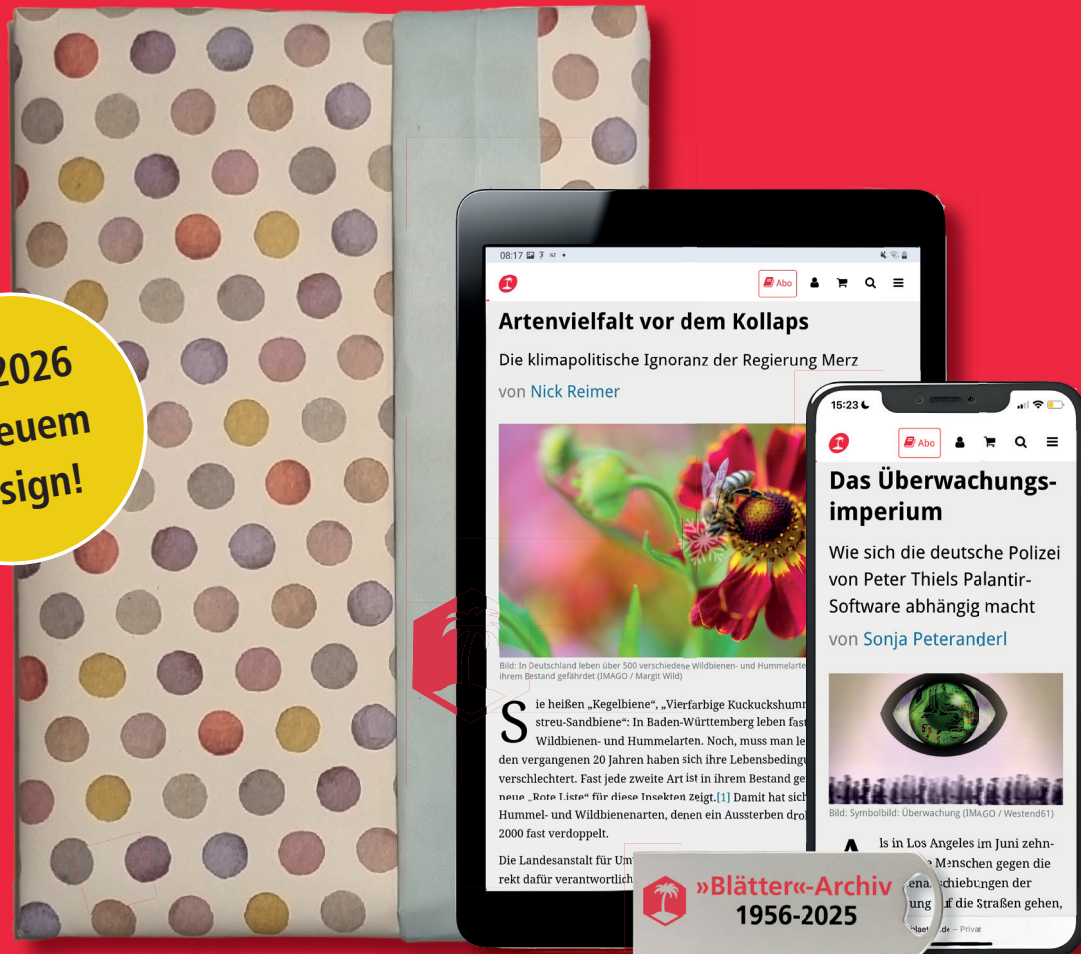 2026
euem
sign!
08:17
Abo
Artenvielfalt vor dem Kollaps
Die klimapolitische Ignoranz der Regierung Merz
von Nick Reimer
Bild: In Deutschland leben über 500 verschiedene Wildbienen- und Hummelarte
ihrem Bestand gefährdet (IMAGO / Margit Wild)
Sie heißen „Kegelbiene“, „Vierfarbige Kuckuckshumm
streu-Sandbiene“: In Baden-Württemberg leben fast
Wildbienen- und Hummelarten. Noch, muss man le
den vergangenen 20 Jahren haben sich ihre Lebensbedingu
verschlechtert. Fast jede zweite Art ist in ihrem Bestand ge
neue „Rote Liste“ für diese Insekten zeigt.[1] Damit hat sich
Hummel- und Wildbienenarten, denen ein Aussterben dro
2000 fast verdoppelt.
Die Landesanstalt für Um
rekt dafür verantwortlich
15:23
Abo
Das Überwachungs-
imperium
Wie sich die deutsche Polizei
von Peter Thiels Palantir-
Software abhängig macht
von Sonja Peteranderl
Bild: Symbolbild: Überwachung (IMAGO / Westend61)
Als in Los Angeles im Juni zehn-
Menschen gegen die
schiebungen der
ung auf die Straßen gehen,
.de – Privat
»Blätter«-Archiv
1956-2025